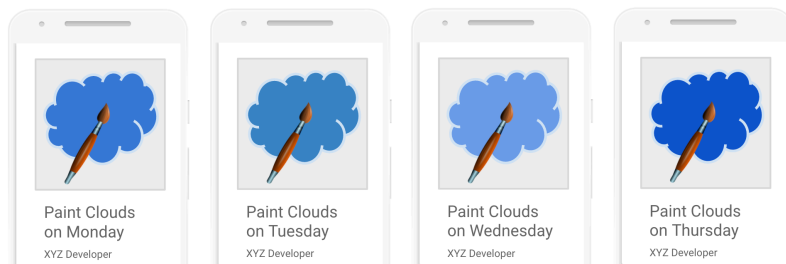 Paint Clouds
on Monday
XYZ Developer
Paint Clouds
on Tuesday
XYZ Developer
Paint Clouds
on Wednesday
XYZ Developer
Paint Clouds
on Thursday
XYZ Developer